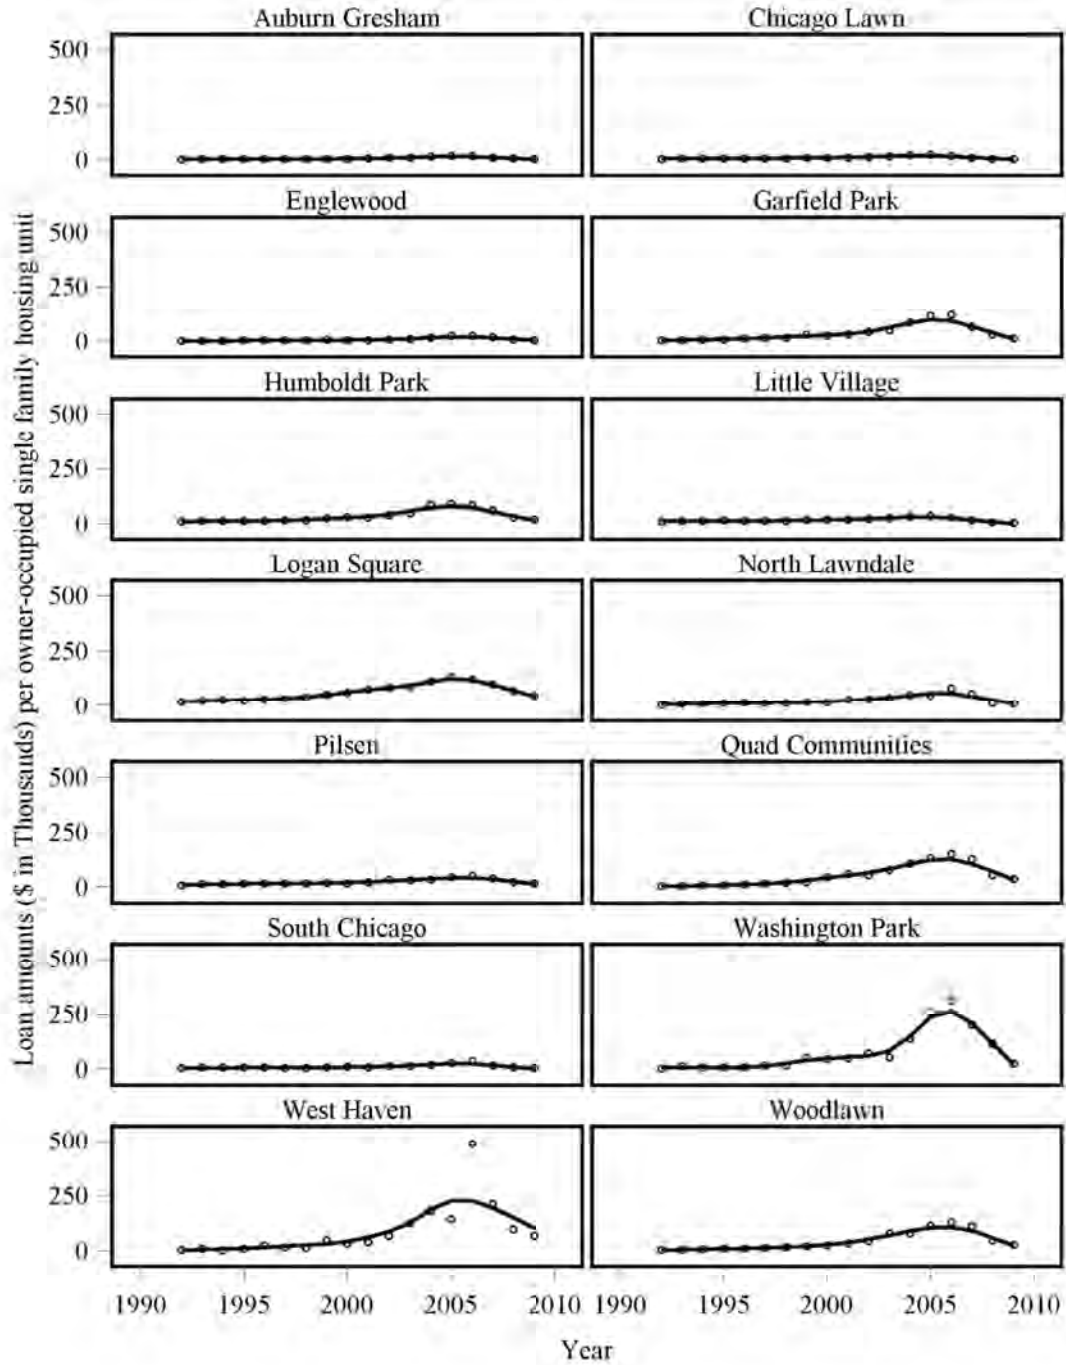 Auburn Gresham Chicago Lawn
500
250
0
Englewood Garfield Park
500
250
0
Humboldt Park Little Village
500
250
0
Logan Square North Lawndale
500
250
0
Pilsen Quad Communities
500
250
0
South Chicago Washington Park
500
250
0
West Haven Woodlawn
500
250
0
1990 1995 2000 2005 2010 1990 1995 2000 2005 2010
Year
Loan amounts ($ in Thousands) per owner-occupied single family housing unit